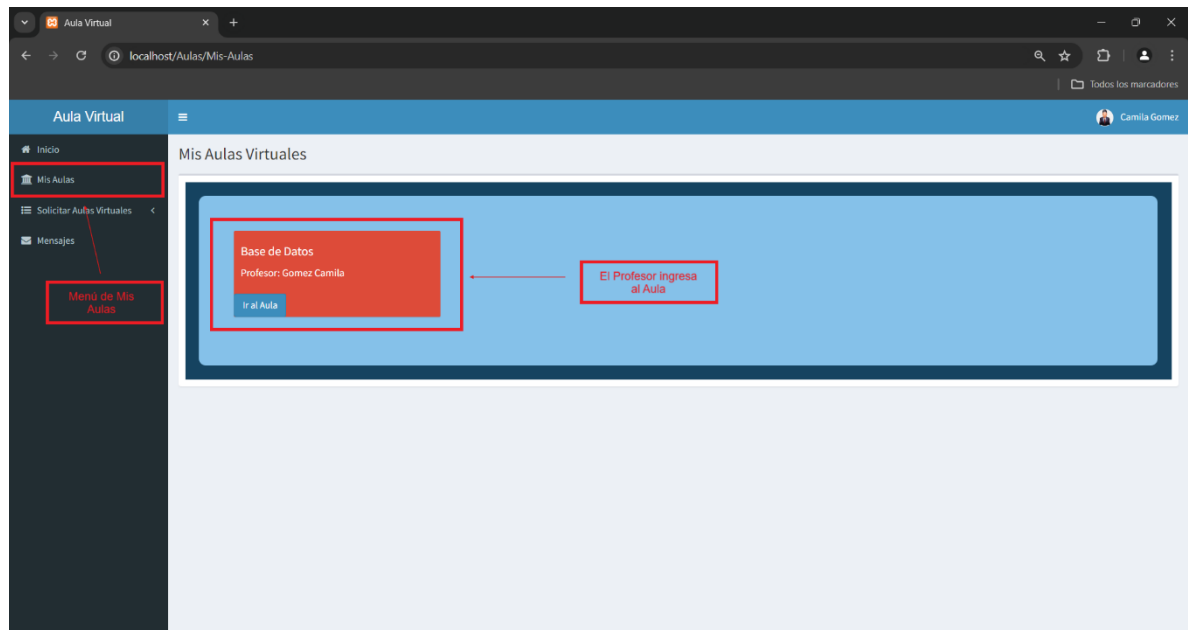 Aula Virtual
localhost/Aulas/Mis-Aulas
Todos los marcadores
Aula Virtual
Camila Gomez
Inicio
Mis Aulas
Solicitar Aulas Virtuales
Mensajes
Menú de Mis
Aulas
Mis Aulas Virtuales
Base de Datos
Profesor: Gomez Camila
Ir al Aula
El Profesor ingresa
al Aula